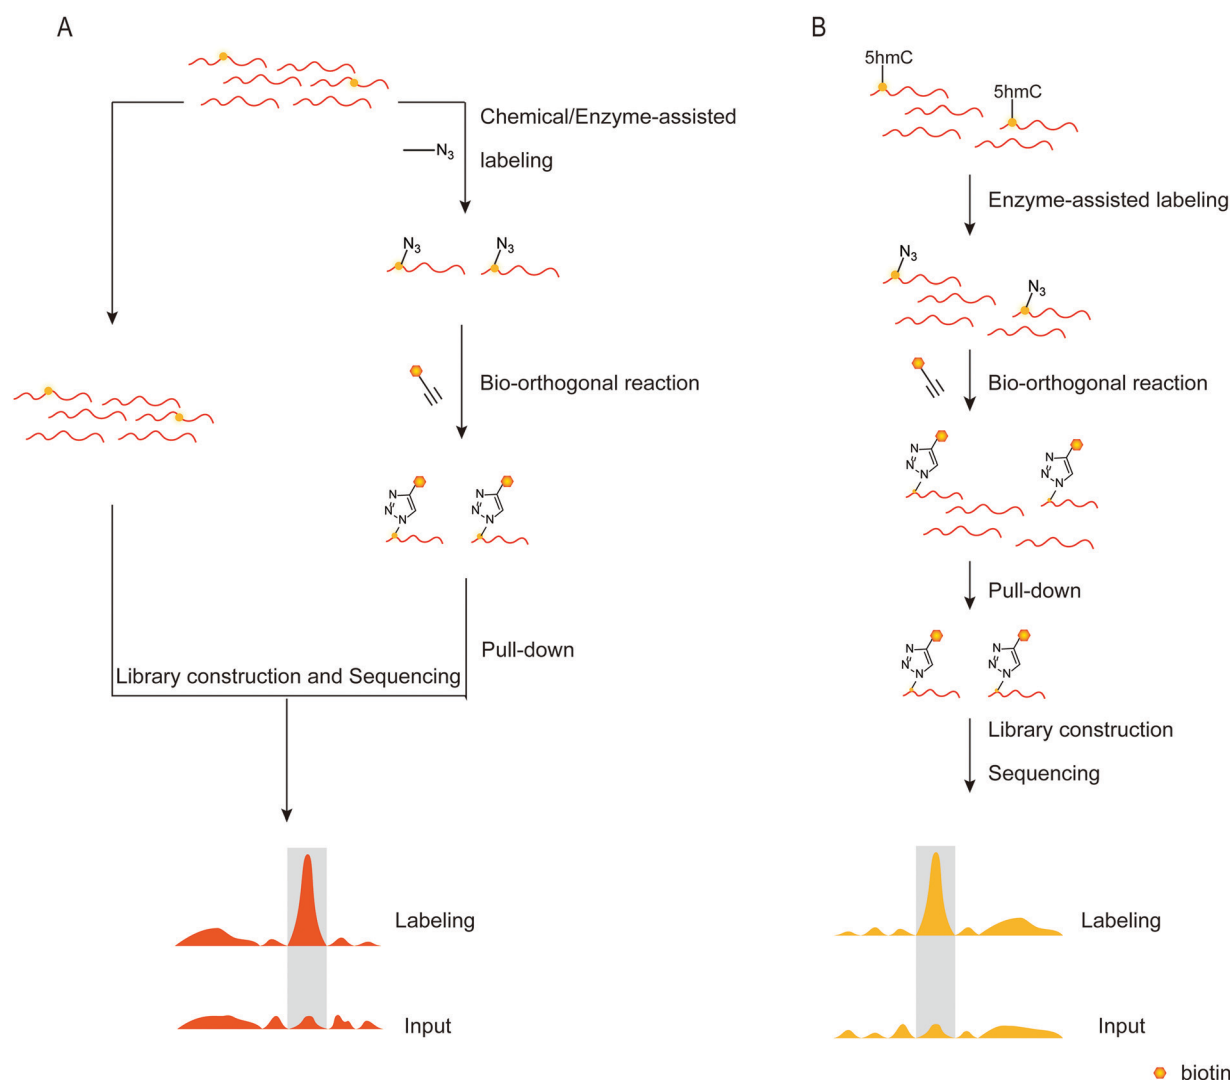 A
Chemical/Enzyme-assisted
N3
labeling
N3
N3
Bio-orthogonal reaction
N
N
N
N
N
N
Pull-down
Library construction and Sequencing
Labeling
Input
B
5hmC
5hmC
Enzyme-assisted labeling
N3
N3
Bio-orthogonal reaction
N
N
N
N
N
N
Pull-down
N
N
N
N
N
N
Library construction
Sequencing
Labeling
Input
biotin